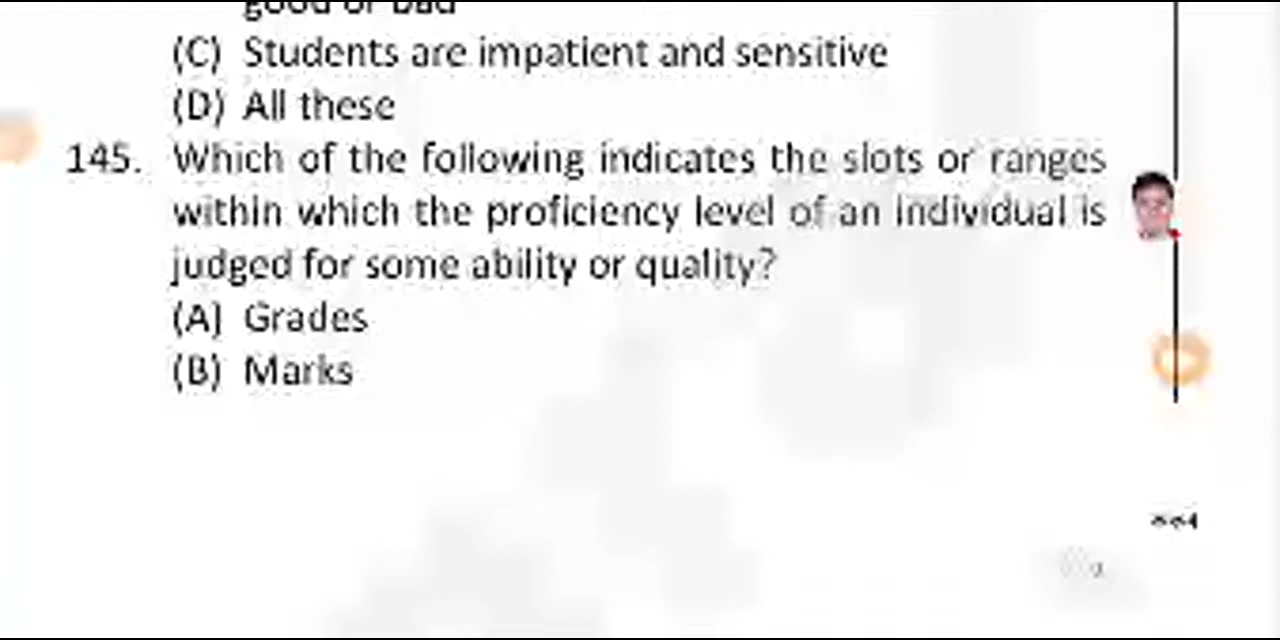 (C) Students are impatient and sensitive
(D) All these
145. Which of the following indicates the slots or ranges
within which the proficiency level of an individual is
judged for some ability or quality?
(A) Grades
(B) Marks